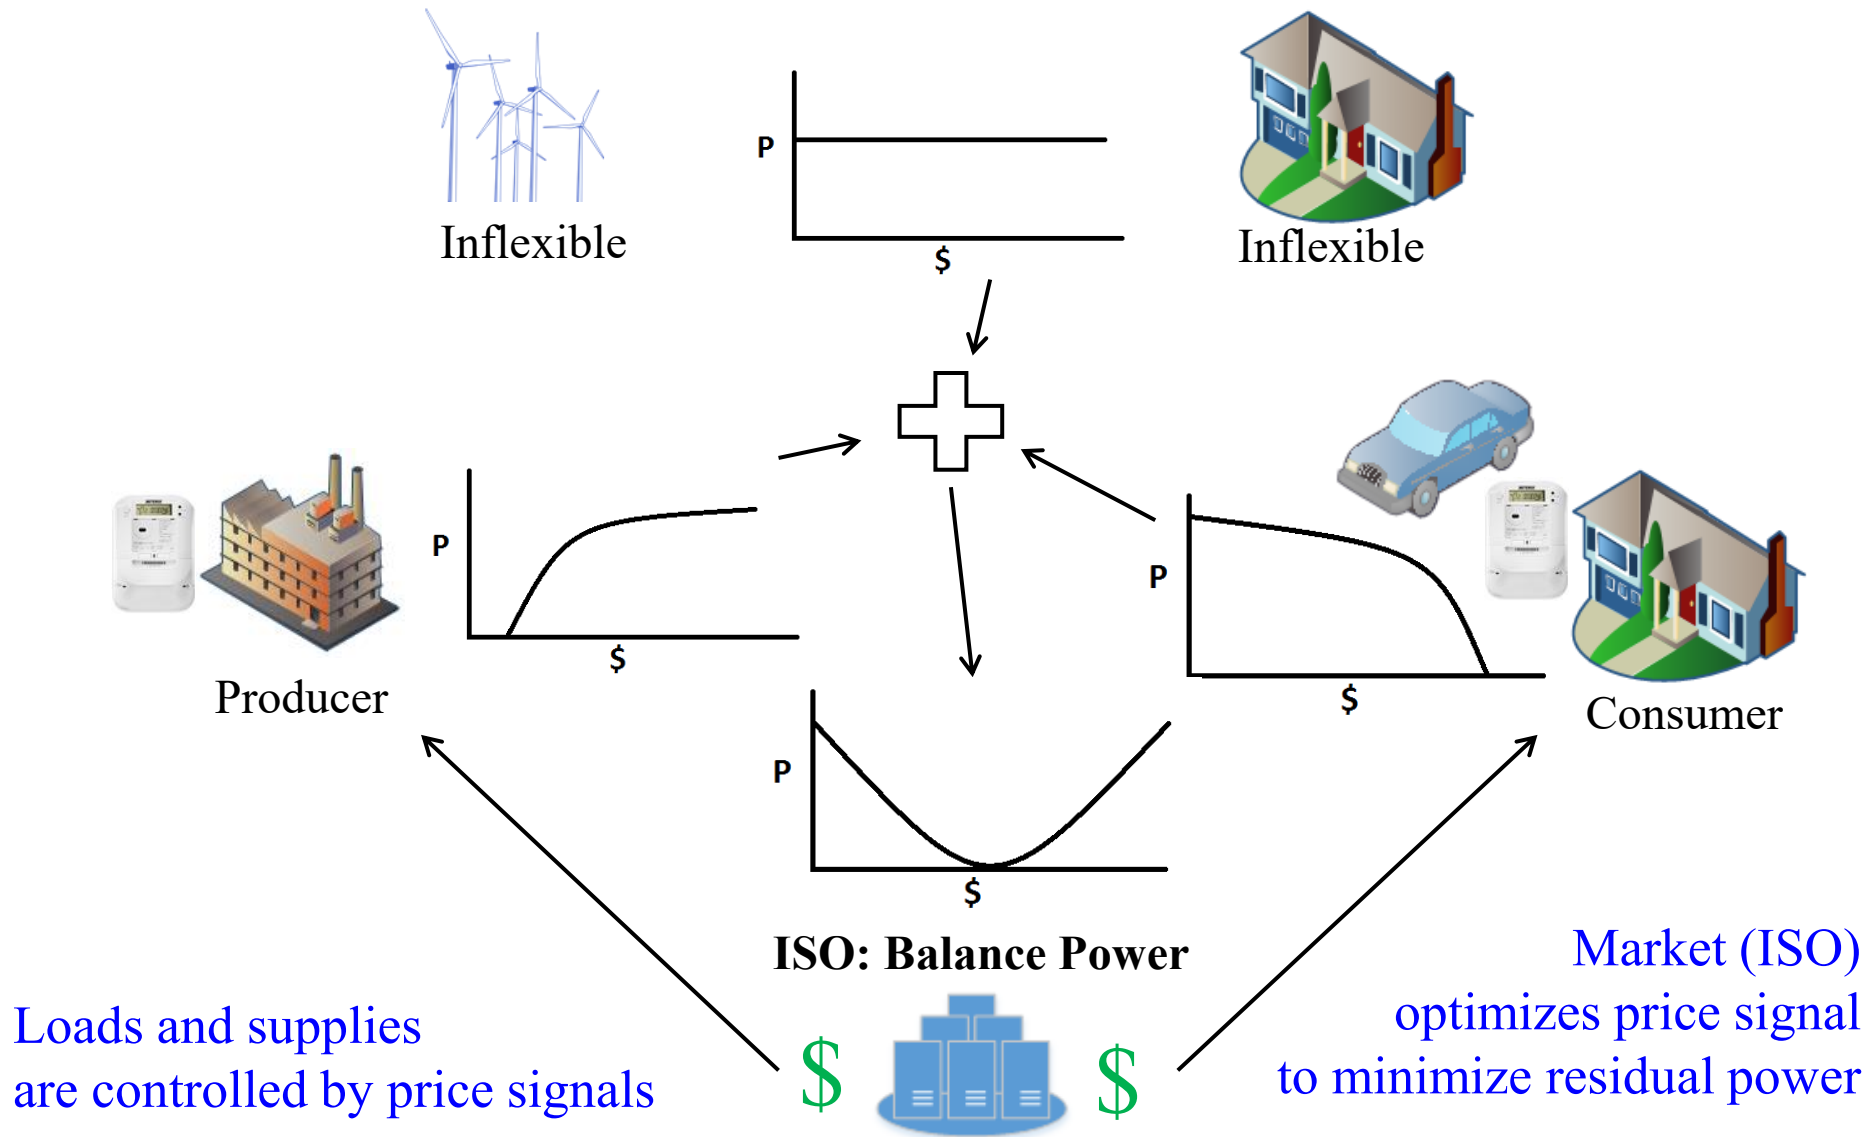 P
$
Inflexible
Inflexible
P
$
Producer
P
$
Consumer
P
$
ISO: Balance Power
$
$
Loads and supplies
are controlled by price signals
Market (ISO)
optimizes price signal
to minimize residual power